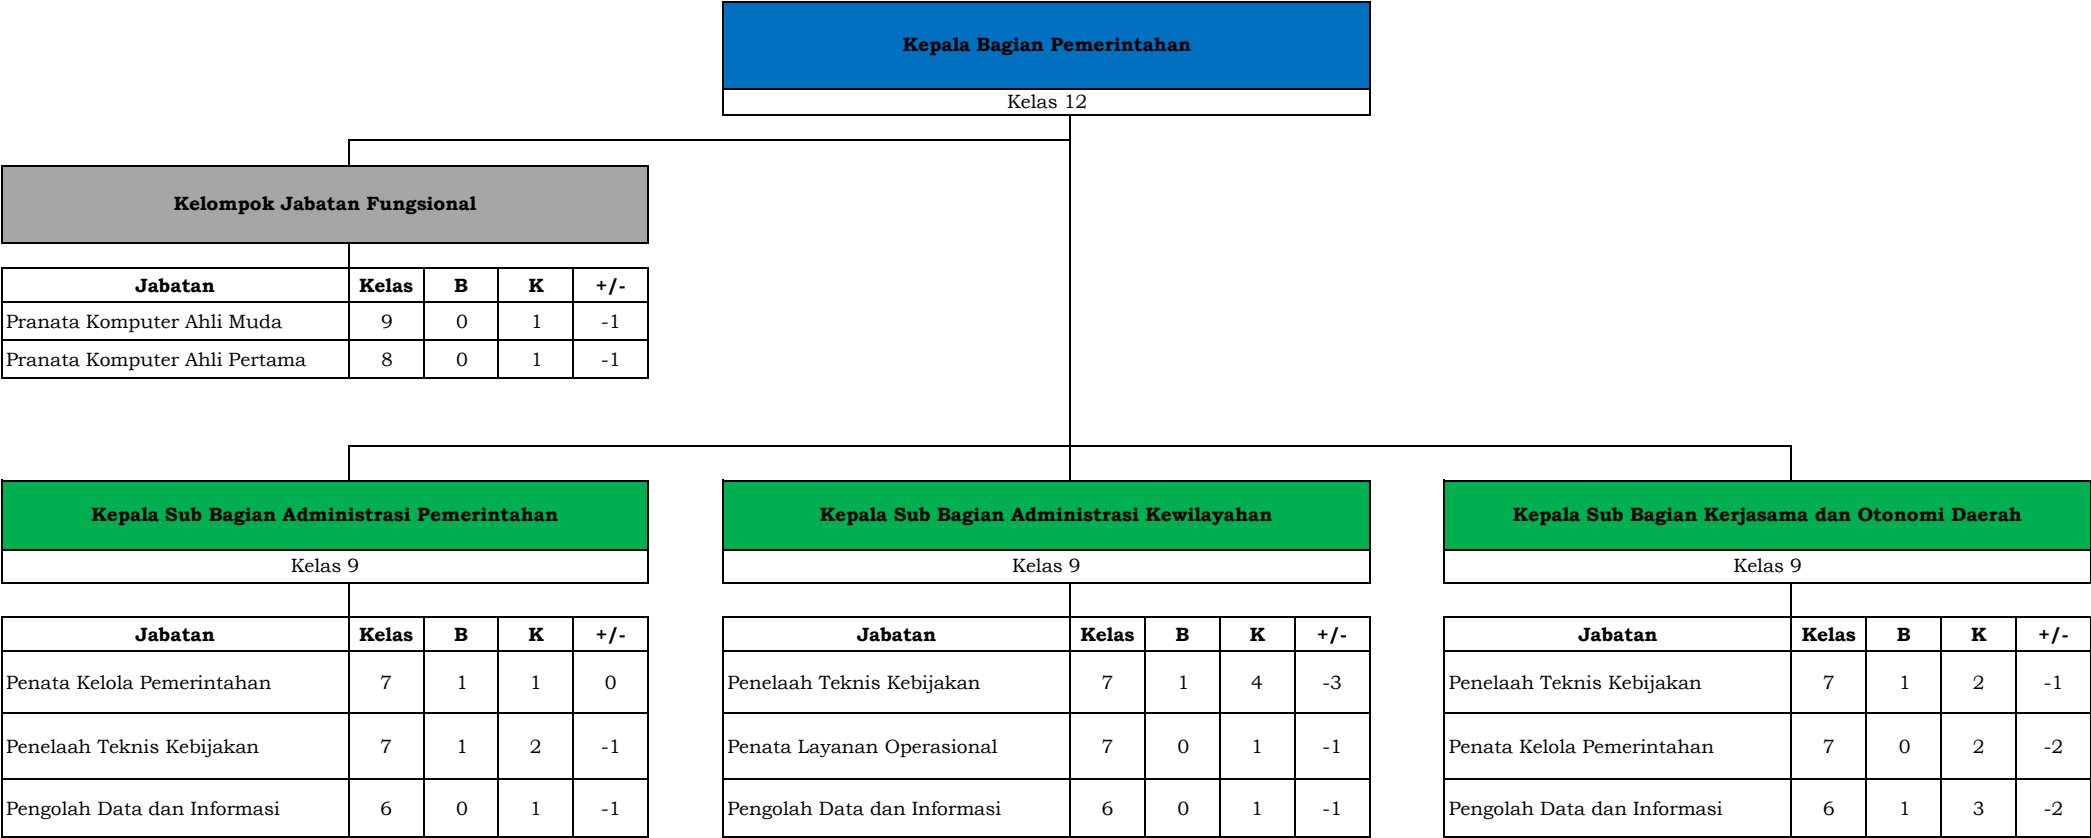 Kepala Bagian Pemerintahan
Kelas 12
Kelompok Jabatan Fungsional
Jabatan Kelas B K +/-
Pranata Komputer Ahli Muda 9 0 1 -1
Pranata Komputer Ahli Pertama 8 0 1 -1
Kepala Sub Bagian Administrasi Pemerintahan
Kelas 9
Jabatan Kelas B K +/-
Penata Kelola Pemerintahan 7 1 1 0
Penelaah Teknis Kebijakan 7 1 2 -1
Pengolah Data dan Informasi 6 0 1 -1
Kepala Sub Bagian Administrasi Kewilayahan
Kelas 9
Jabatan Kelas B K +/-
Penelaah Teknis Kebijakan 7 1 4 -3
Penata Layanan Operasional 7 0 1 -1
Pengolah Data dan Informasi 6 0 1 -1
Kepala Sub Bagian Kerjasama dan Otonomi Daerah
Kelas 9
Jabatan Kelas B K +/-
Penelaah Teknis Kebijakan 7 1 2 -1
Penata Kelola Pemerintahan 7 0 2 -2
Pengolah Data dan Informasi 6 1 3 -2